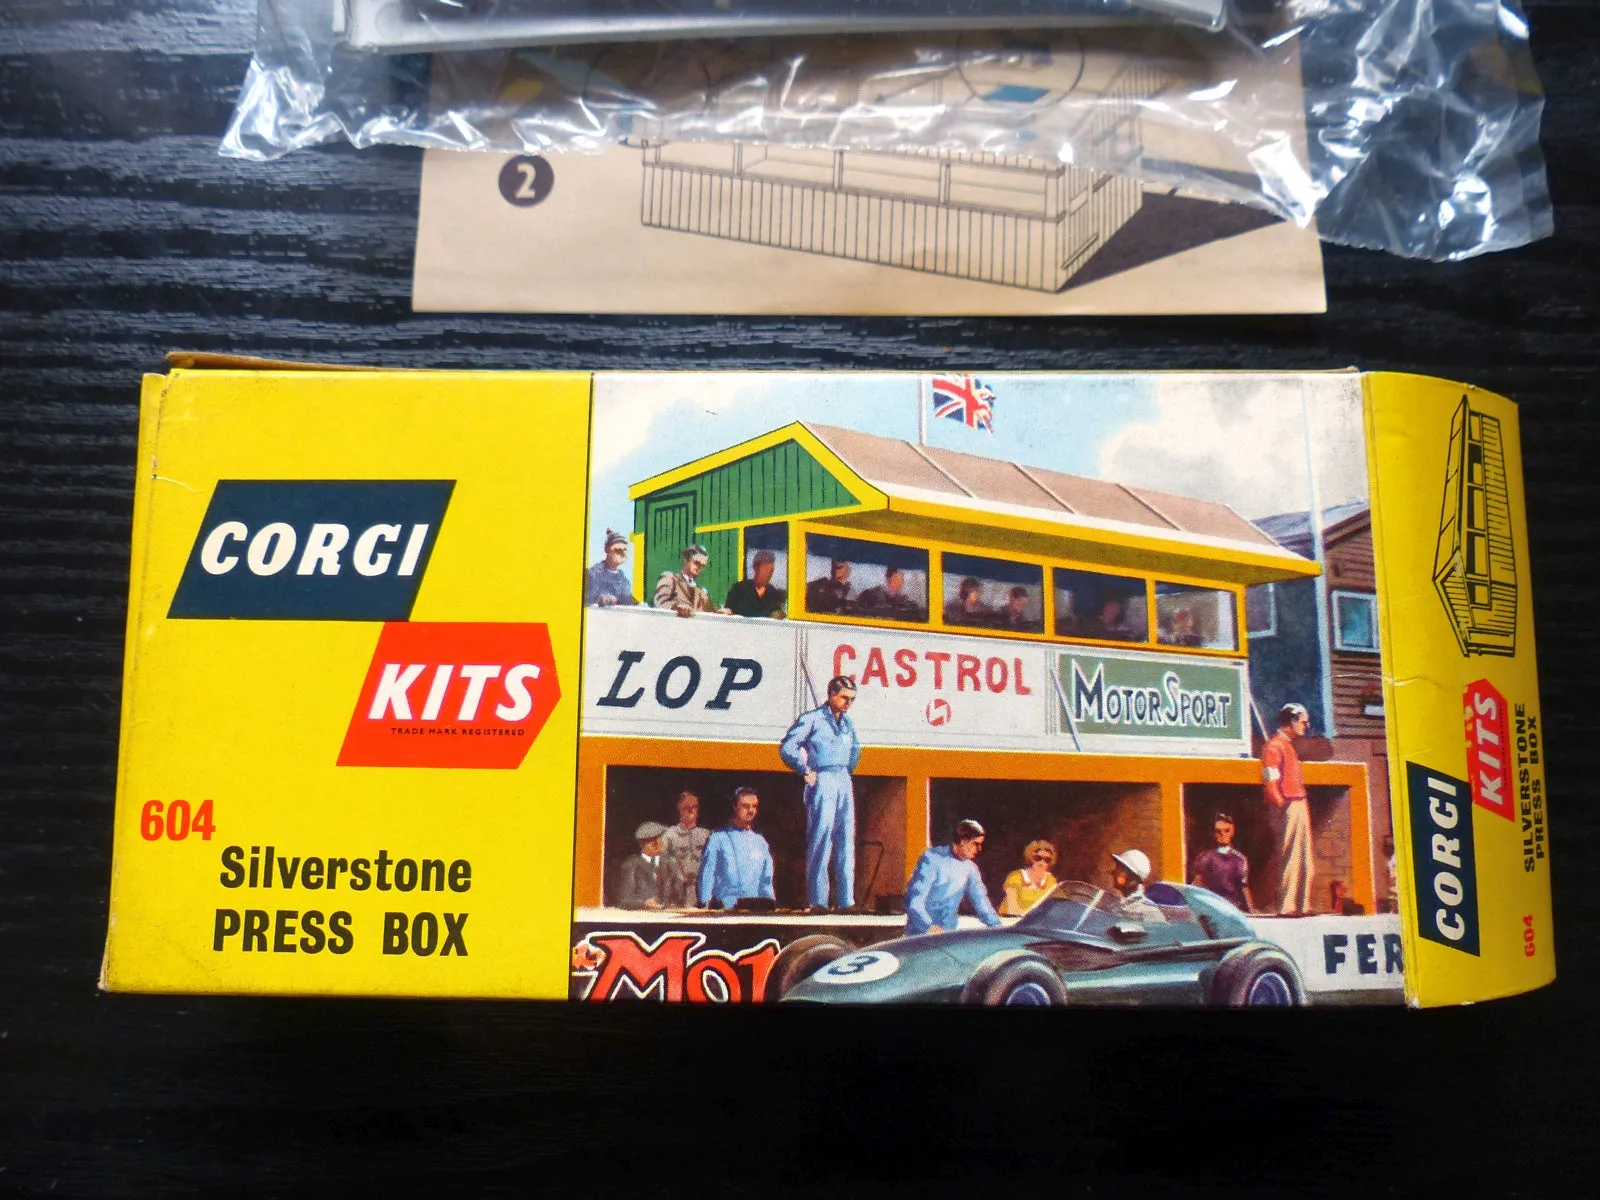 2
CORGI
KITS
TRADE MARK REGISTERED
604
Silverstone
PRESS BOX
LOP
CASTROL
MOTOR SPORT
3
MO
FER
CORGI
KITS
SILVERSTONE
PRESS BOX
604